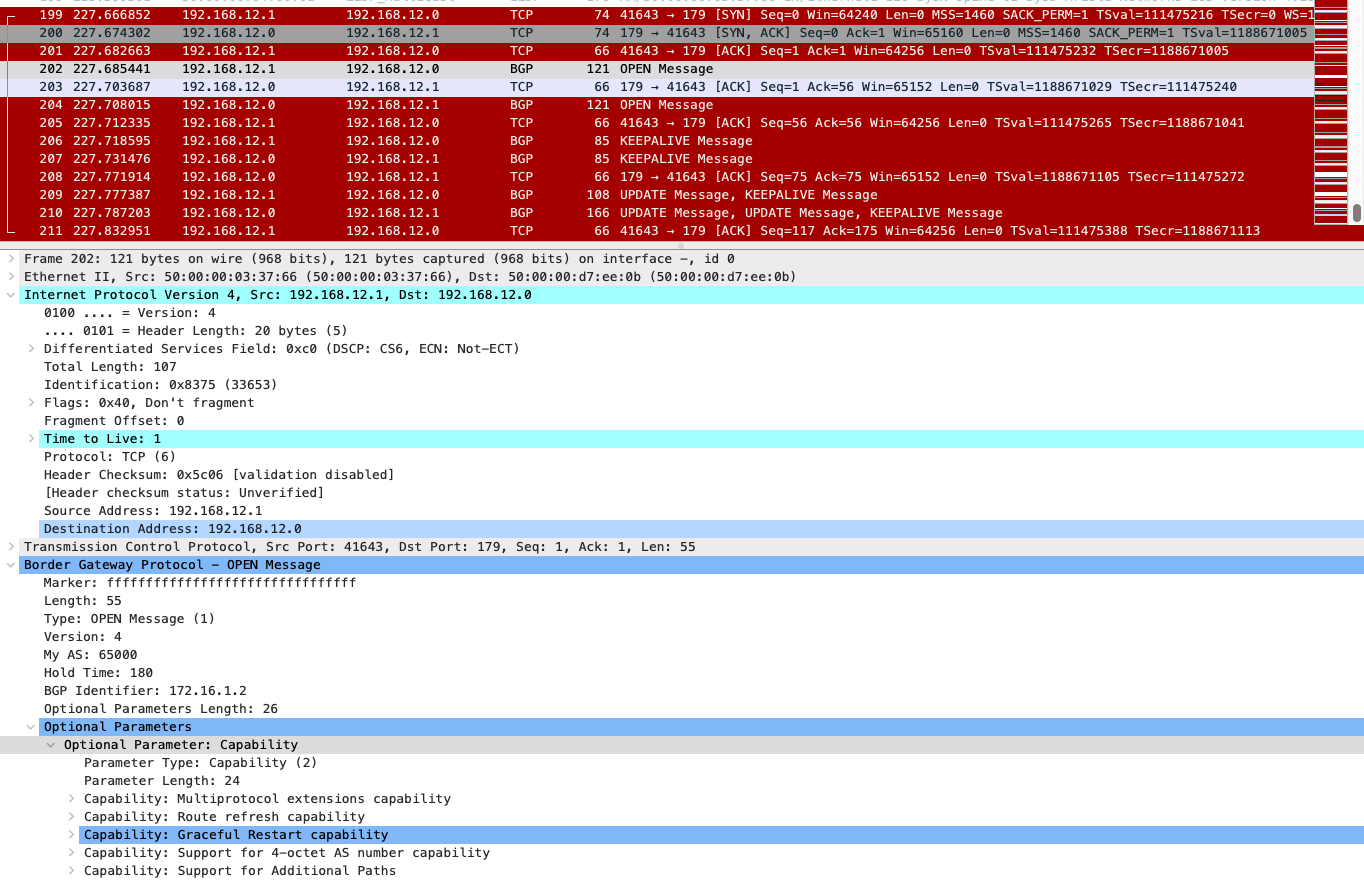 199 227.666852 192.168.12.1 192.168.12.0 TCP 74 41643 → 179 [SYN] Seq=0 Win=64240 Len=0 MSS=1460 SACK_PERM=1 TSval=111475216 TSecr=0 WS=1
200 227.674302 192.168.12.0 192.168.12.1 TCP 74 179 → 41643 [SYN, ACK] Seq=0 Ack=1 Win=65160 Len=0 MSS=1460 SACK_PERM=1 TSval=1188671005
201 227.682663 192.168.12.1 192.168.12.0 TCP 66 41643 → 179 [ACK] Seq=1 Ack=1 Win=64256 Len=0 TSval=111475232 TSecr=1188671005
202 227.685441 192.168.12.1 192.168.12.0 BGP 121 OPEN Message
203 227.703687 192.168.12.0 192.168.12.1 TCP 66 179 → 41643 [ACK] Seq=1 Ack=56 Win=65152 Len=0 TSval=1188671029 TSecr=111475240
204 227.708015 192.168.12.0 192.168.12.1 BGP 121 OPEN Message
205 227.712335 192.168.12.1 192.168.12.0 TCP 66 41643 → 179 [ACK] Seq=56 Ack=56 Win=64256 Len=0 TSval=111475265 TSecr=1188671041
206 227.718595 192.168.12.1 192.168.12.0 BGP 85 KEEPALIVE Message
207 227.731476 192.168.12.0 192.168.12.1 BGP 85 KEEPALIVE Message
208 227.771914 192.168.12.0 192.168.12.1 TCP 66 179 → 41643 [ACK] Seq=75 Ack=75 Win=65152 Len=0 TSval=1188671105 TSecr=111475272
209 227.777387 192.168.12.1 192.168.12.0 BGP 108 UPDATE Message, KEEPALIVE Message
210 227.787203 192.168.12.0 192.168.12.1 BGP 166 UPDATE Message, UPDATE Message, KEEPALIVE Message
211 227.832951 192.168.12.1 192.168.12.0 TCP 66 41643 → 179 [ACK] Seq=117 Ack=175 Win=64256 Len=0 TSval=111475388 TSecr=1188671113
Frame 202: 121 bytes on wire (968 bits), 121 bytes captured (968 bits) on interface -, id 0
Ethernet II, Src: 50:00:00:03:37:66 (50:00:00:03:37:66), Dst: 50:00:00:d7:ee:0b (50:00:00:d7:ee:0b)
Internet Protocol Version 4, Src: 192.168.12.1, Dst: 192.168.12.0
0100 .... = Version: 4
.... 0101 = Header Length: 20 bytes (5)
Differentiated Services Field: 0xc0 (DSCP: CS6, ECN: Not-ECT)
Total Length: 107
Identification: 0x8375 (33653)
Flags: 0x40, Don't fragment
Fragment Offset: 0
Time to Live: 1
Protocol: TCP (6)
Header Checksum: 0x5c06 [validation disabled]
[Header checksum status: Unverified]
Source Address: 192.168.12.1
Destination Address: 192.168.12.0
Transmission Control Protocol, Src Port: 41643, Dst Port: 179, Seq: 1, Ack: 1, Len: 55
Border Gateway Protocol - OPEN Message
Marker: ffffffffffffffffffffffffffffffff
Length: 55
Type: OPEN Message (1)
Version: 4
My AS: 65000
Hold Time: 180
BGP Identifier: 172.16.1.2
Optional Parameters Length: 26
Optional Parameters
Optional Parameter: Capability
Parameter Type: Capability (2)
Parameter Length: 24
Capability: Multiprotocol extensions capability
Capability: Route refresh capability
Capability: Graceful Restart capability
Capability: Support for 4-octet AS number capability
Capability: Support for Additional Paths